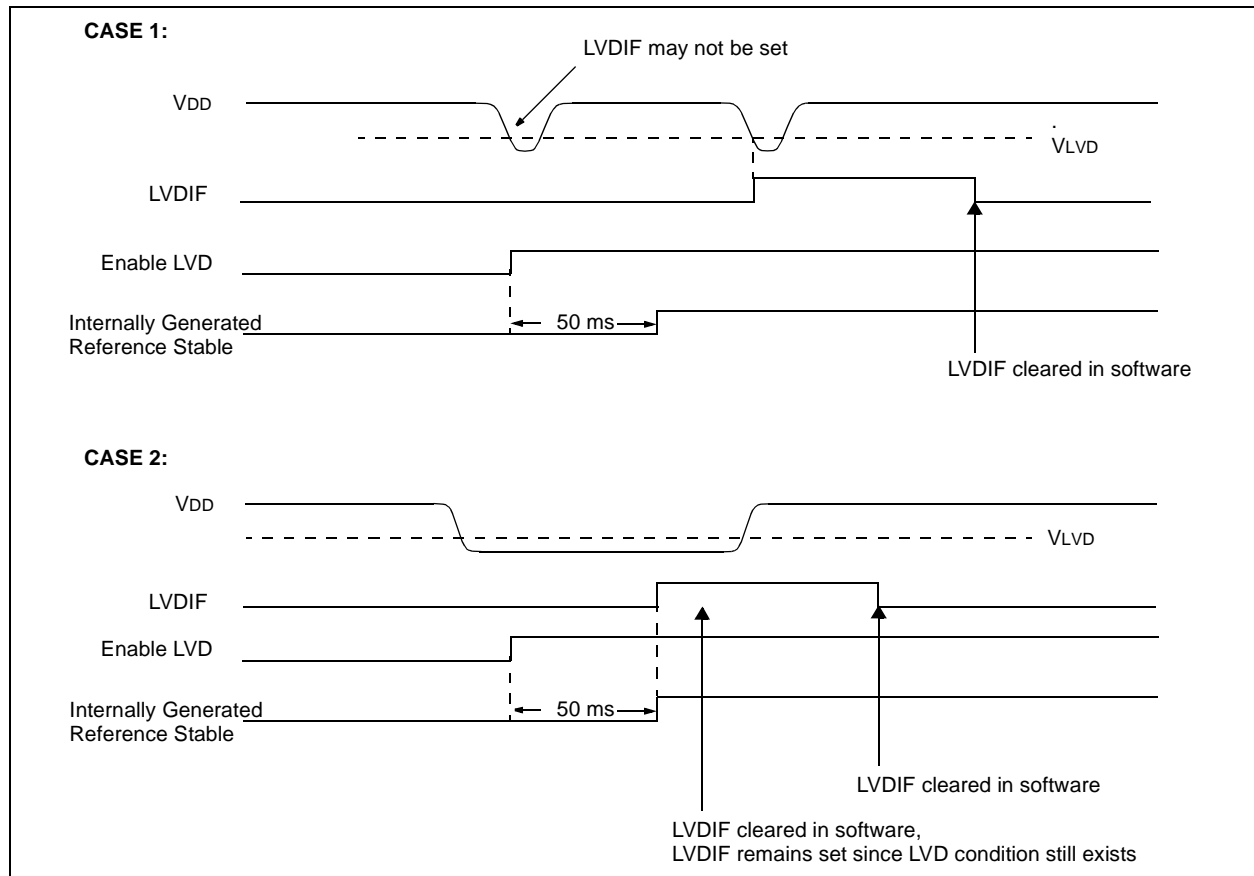 CASE 1:
LVDIF may not be set
VDD
.
VLVD
LVDIF
Enable LVD
50 ms
Internally Generated
Reference Stable
LVDIF cleared in software
CASE 2:
VDD
VLVD
LVDIF
Enable LVD
50 ms
Internally Generated
Reference Stable
LVDIF cleared in software
LVDIF cleared in software,
LVDIF remains set since LVD condition still exists